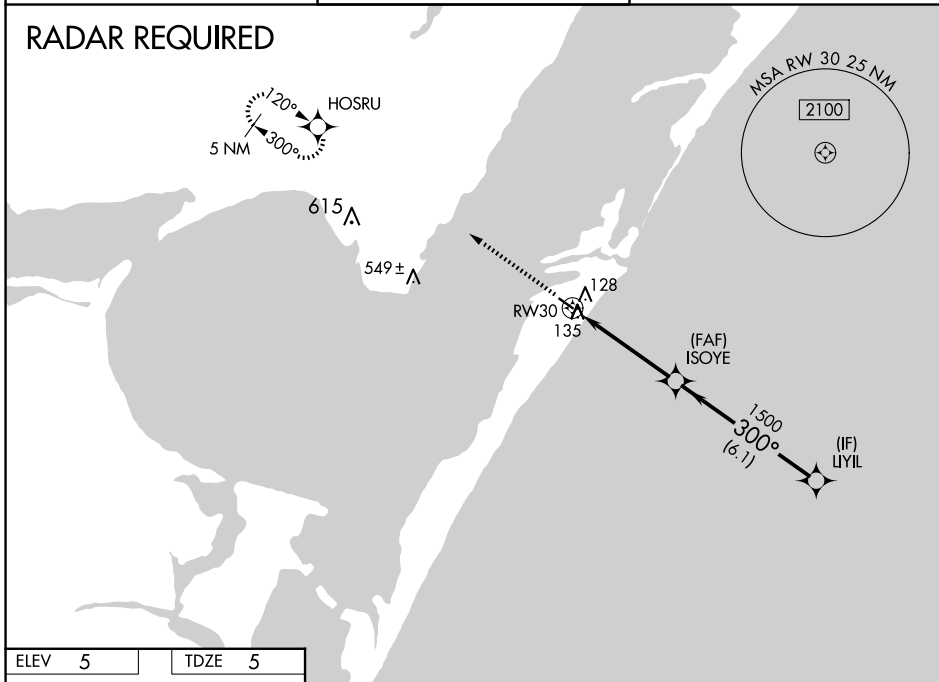 RADAR REQUIRED
MSA RW 30 25 NM
2100
HOSRU
120°
300°
5 NM
615
549 ±
128
RW30
135
(FAF)
ISOYE
1500
300°
(6.1)
(IF)
LIYIL
ELEV 5
TDZE 5